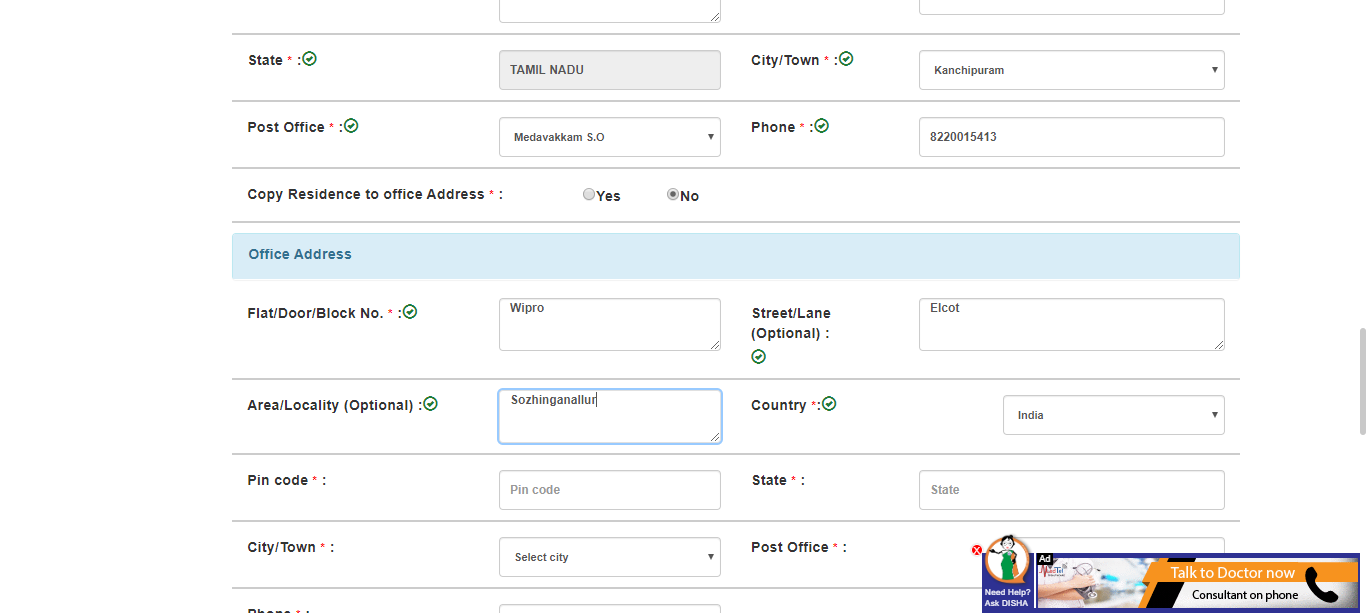 State * : TAMIL NADU City/Town * : Kanchipuram
Post Office * : Medavakkam S.O Phone * : 8220015413
Copy Residence to office Address * : Yes No
Office Address
Flat/Door/Block No. * : Wipro Street/Lane (Optional) : Elcot
Area/Locality (Optional) : Sozhinganallur Country *: India
Pin code * : Pin code State * : State
City/Town * : Select city Post Office * :
Phone * :
Need Help?
Ask DISHA
Ad
Talk to Doctor now
Consultant on phone